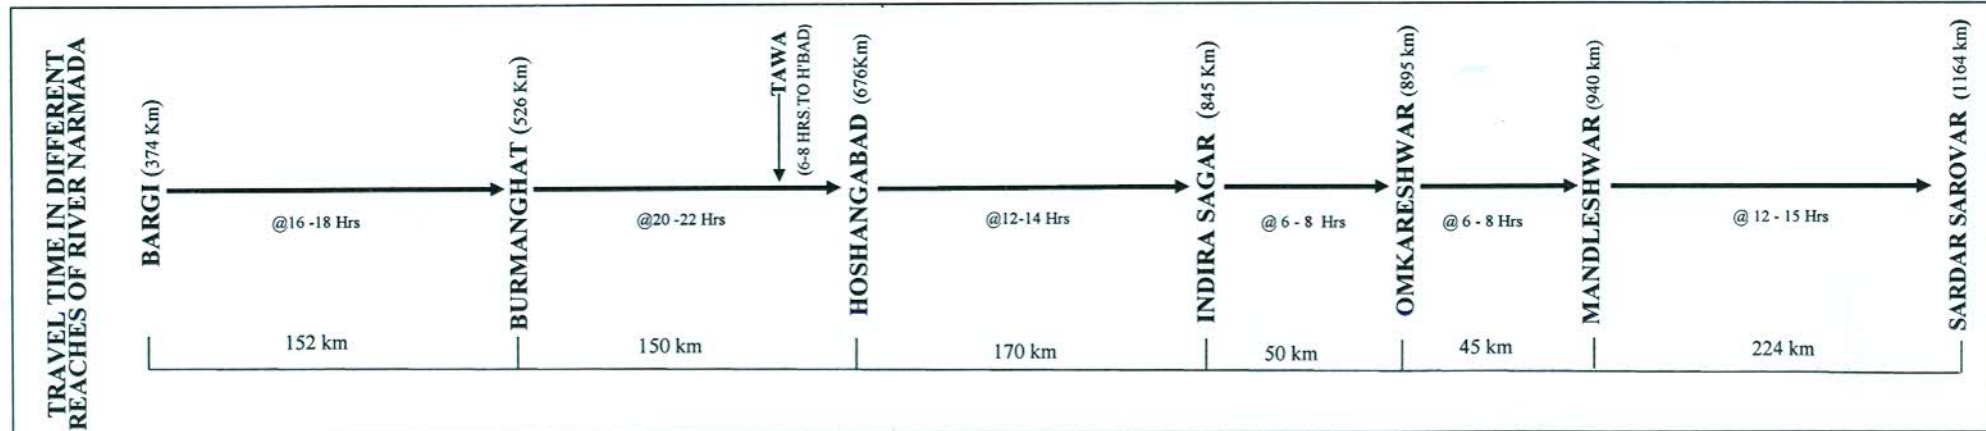 TRAVEL TIME IN DIFFERENT
REACHES OF RIVER NARMADA
BARGI (374 Km)
@16 -18 Hrs
BURMANGHAT (526 Km)
@20 -22 Hrs
TAWA
(6-8 HRS.TO H'BAD)
HOSHANGABAD (676Km)
@12-14 Hrs
INDIRA SAGAR (845 Km)
@ 6 - 8 Hrs
OMKARESHWAR (895 km)
@ 6 - 8 Hrs
MANDLESHWAR (940 km)
@ 12 - 15 Hrs
SARDAR SAROVAR (1164 km)
152 km
150 km
170 km
50 km
45 km
224 km